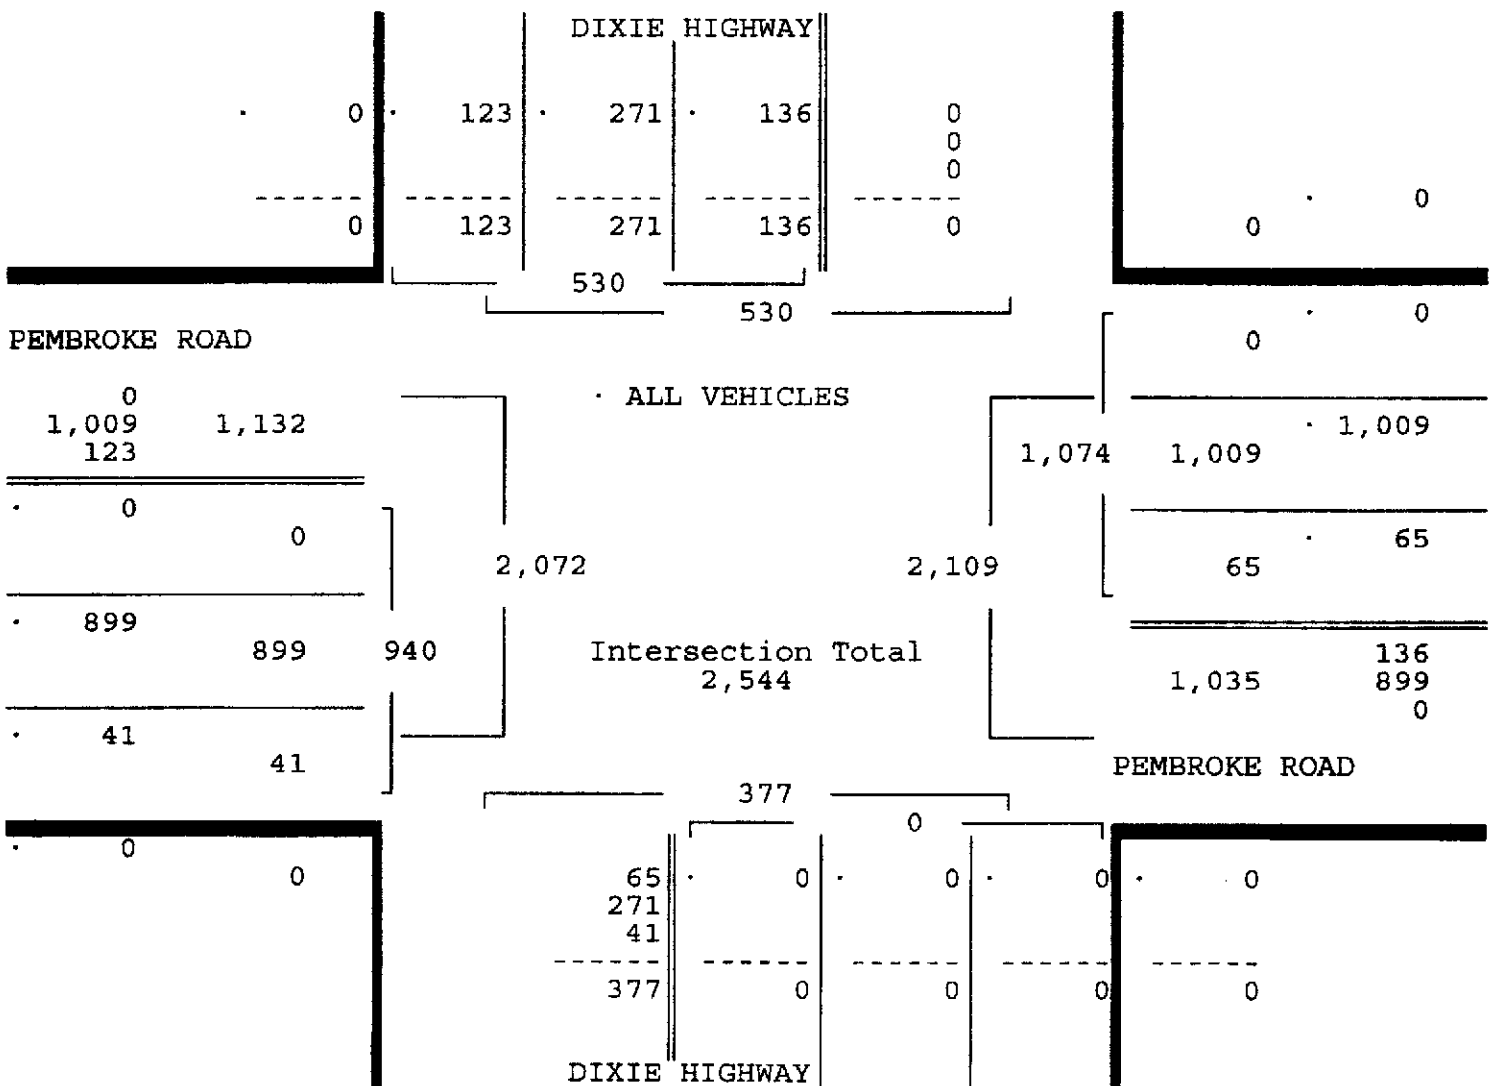 DIXIE HIGHWAY
· 0 · 123 · 271 · 136 0
0
0
------ ------ ------ ------ ------
· 0
0 123 271 136 0 0
530
530 · 0
PEMBROKE ROAD 0
0 · ALL VEHICLES
1,009 1,132 · 1,009
123 1,074 1,009
· 0
0 · 65
2,072 2,109 65
· 899
899 940 Intersection Total 136
2,544 1,035 899
0
· 41
41 PEMBROKE ROAD
377
0
· 0
0 65 · 0 · 0 · 0 · 0
271
41
------ ------ ------ ------ ------
377 0 0 0 0
DIXIE HIGHWAY